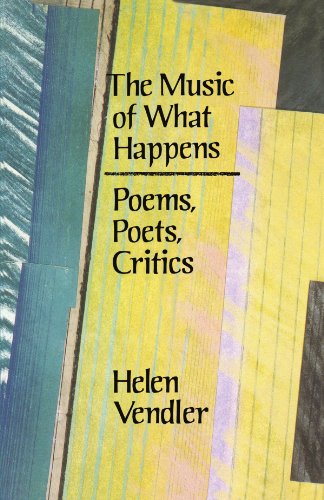 The Music
of What
Happens
Poems,
Poets,
Critics
Helen
Vendler